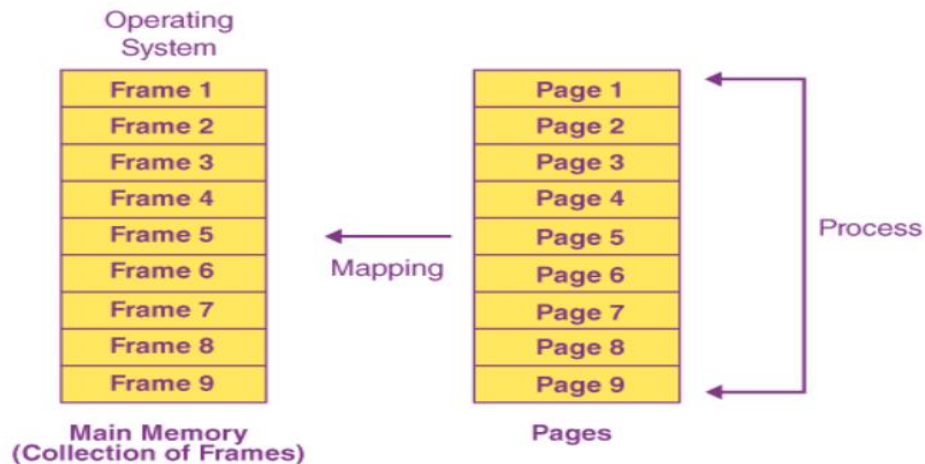 Operating
System
Frame 1
Frame 2
Frame 3
Frame 4
Frame 5
Frame 6
Frame 7
Frame 8
Frame 9
Main Memory
(Collection of Frames)
Mapping
Page 1
Page 2
Page 3
Page 4
Page 5
Page 6
Page 7
Page 8
Page 9
Pages
Process